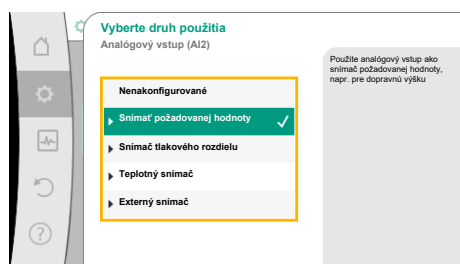 Vyberte druh použitia
Analógový vstup (AI2)
Použite analógový vstup ako
snímač požadovanej hodnoty,
napr. pre dopravnú výšku
Nenakonfigurované
Snímať požadovanej hodnoty
Snímač tlakového rozdielu
Teplotný snímač
Externý snímač